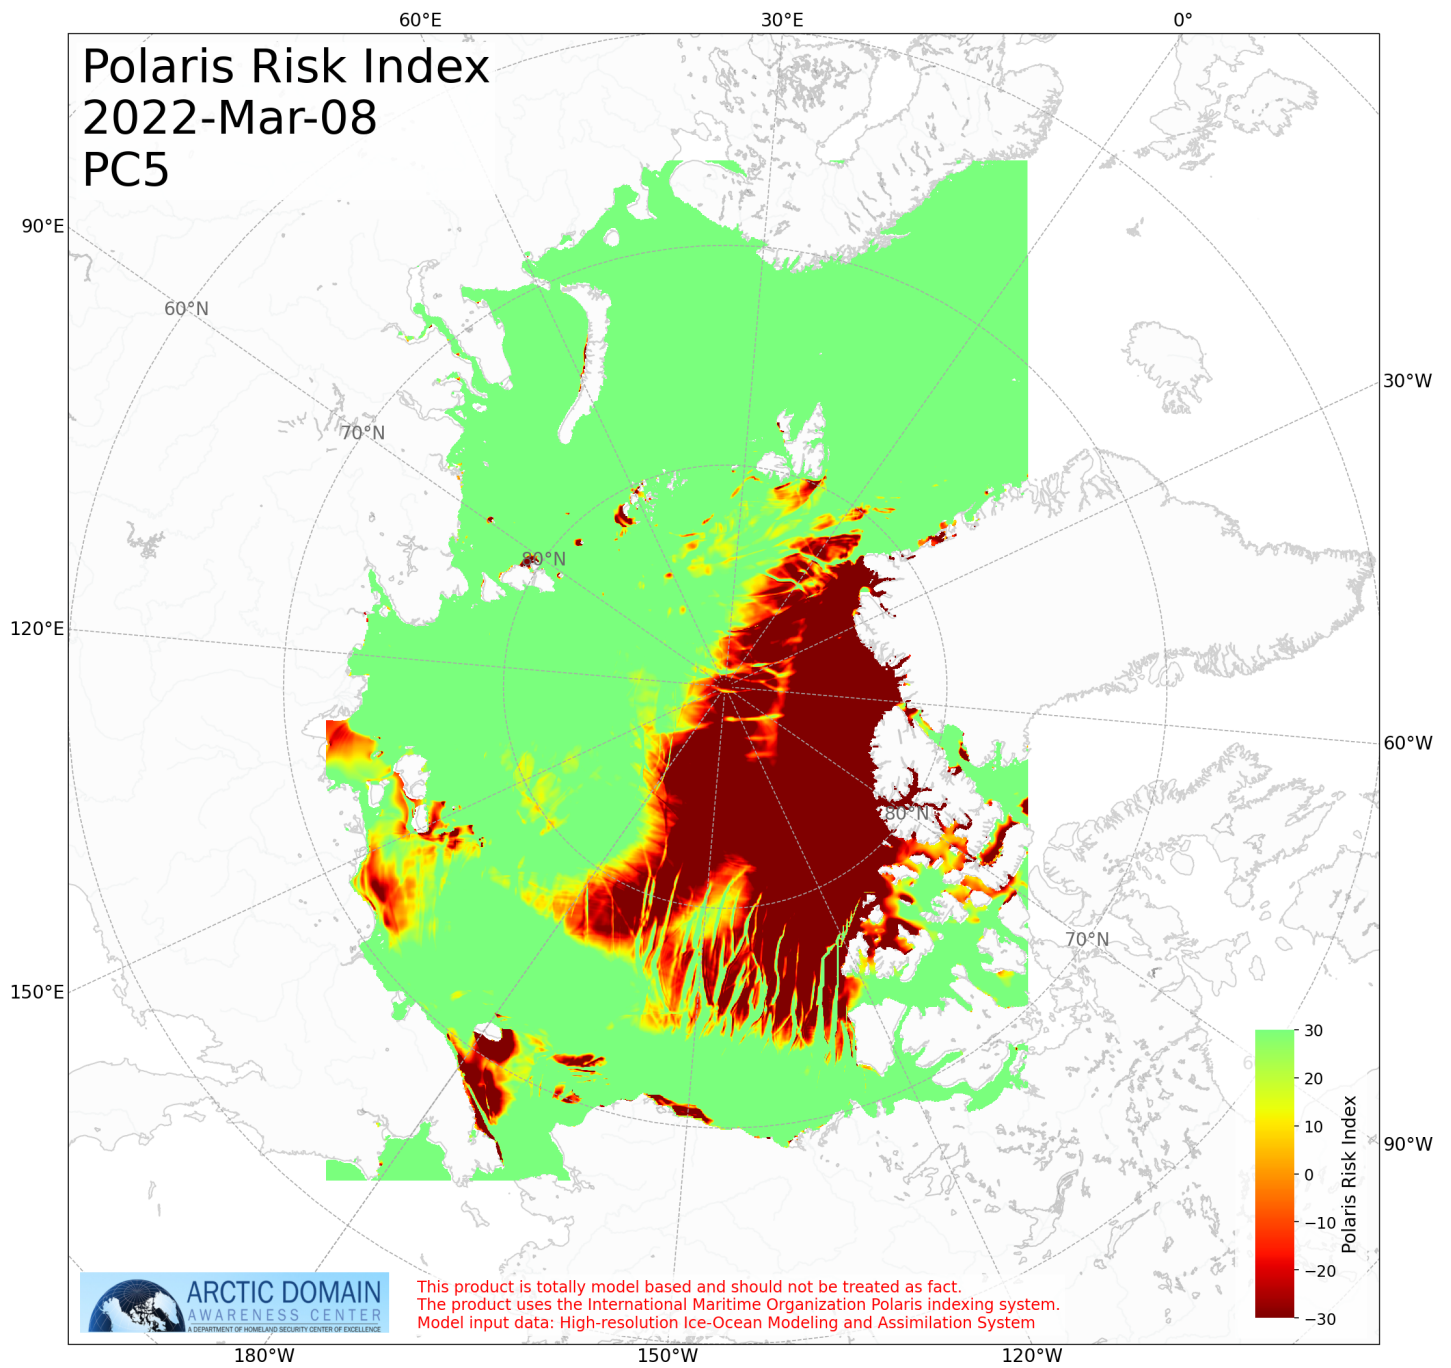 60°E 30°E 0°
Polaris Risk Index
2022-Mar-08
PC5
90°E
60°N
30°W
70°N
80°N
120°E
60°W
80°N
70°N
150°E
30
20
10
0
−10
−20
−30
Polaris Risk Index
90°W
ARCTIC DOMAIN
AWARENESS CENTER
A DEPARTMENT OF HOMELAND SECURITY CENTER OF EXCELLENCE
This product is totally model based and should not be treated as fact.
The product uses the International Maritime Organization Polaris indexing system.
Model input data: High-resolution Ice-Ocean Modeling and Assimilation System
180°W 150°W 120°W